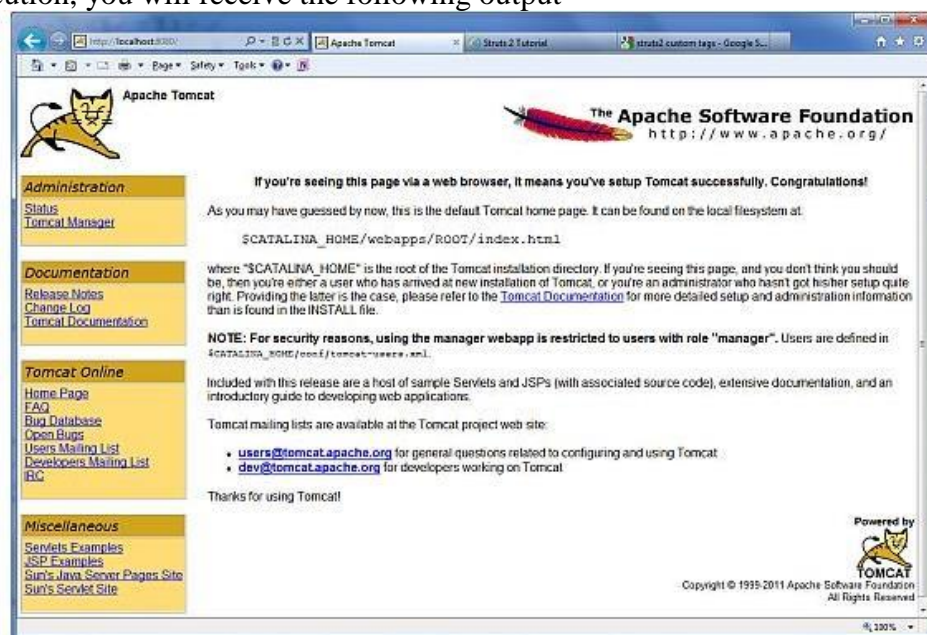 ution, you will receive the following output
http://localhost:8080/
Apache Tomcat
Struts 2 Tutorial
struts2 custom tags - Google S...
Page
Safety
Tools
Apache Tomcat
The Apache Software Foundation
http://www.apache.org/
Administration
Status
Tomcat Manager
Documentation
Release Notes
Change Log
Tomcat Documentation
Tomcat Online
Home Page
FAQ
Bug Database
Open Bugs
Users Mailing List
Developers Mailing List
IRC
Miscellaneous
Servlets Examples
JSP Examples
Sun's Java Server Pages Site
Sun's Servlet Site
If you're seeing this page via a web browser, it means you've setup Tomcat successfully. Congratulations!
As you may have guessed by now, this is the default Tomcat home page. It can be found on the local filesystem at:
$CATALINA_HOME/webapps/ROOT/index.html
where "$CATALINA_HOME" is the root of the Tomcat installation directory. If you're seeing this page, and you don't think you should
be, then you're either a user who has arrived at new installation of Tomcat, or you're an administrator who hasn't got his/her setup quite
right. Providing the latter is the case, please refer to the Tomcat Documentation for more detailed setup and administration information
than is found in the INSTALL file.
NOTE: For security reasons, using the manager webapp is restricted to users with role "manager". Users are defined in
$CATALINA_HOME/conf/tomcat-users.xml.
Included with this release are a host of sample Servlets and JSPs (with associated source code), extensive documentation, and an
introductory guide to developing web applications.
Tomcat mailing lists are available at the Tomcat project web site:
users@tomcat.apache.org for general questions related to configuring and using Tomcat
dev@tomcat.apache.org for developers working on Tomcat
Thanks for using Tomcat!
Powered by
TOMCAT
Copyright © 1999-2011 Apache Software Foundation
All Rights Reserved
100%